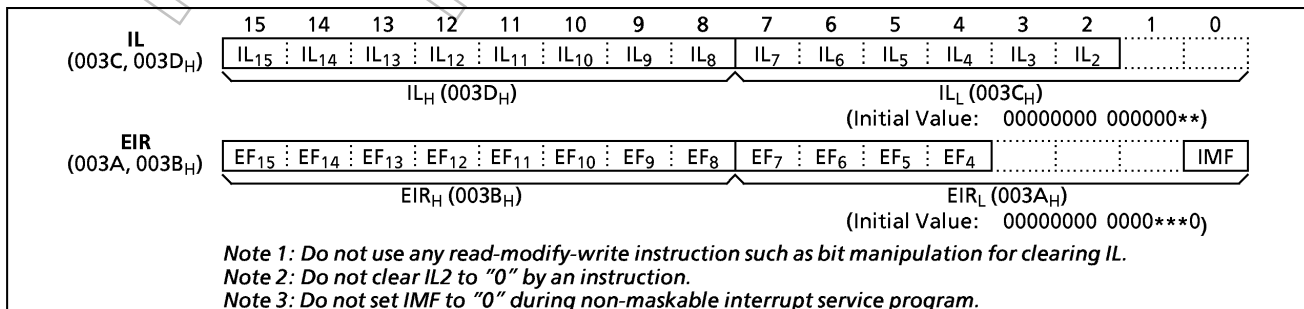 15 14 13 12 11 10 9 8 7 6 5 4 3 2 1 0
IL
(003C, 003DH)
IL15 IL14 IL13 IL12 IL11 IL10 IL9 IL8 IL7 IL6 IL5 IL4 IL3 IL2
ILH (003DH) ILL (003CH)
(Initial Value: 00000000 000000**)
EIR
(003A, 003BH)
EF15 EF14 EF13 EF12 EF11 EF10 EF9 EF8 EF7 EF6 EF5 EF4 IMF
EIRH (003BH) EIRL (003AH)
(Initial Value: 00000000 0000***0)
Note 1: Do not use any read-modify-write instruction such as bit manipulation for clearing IL.
Note 2: Do not clear IL2 to "0" by an instruction.
Note 3: Do not set IMF to "0" during non-maskable interrupt service program.